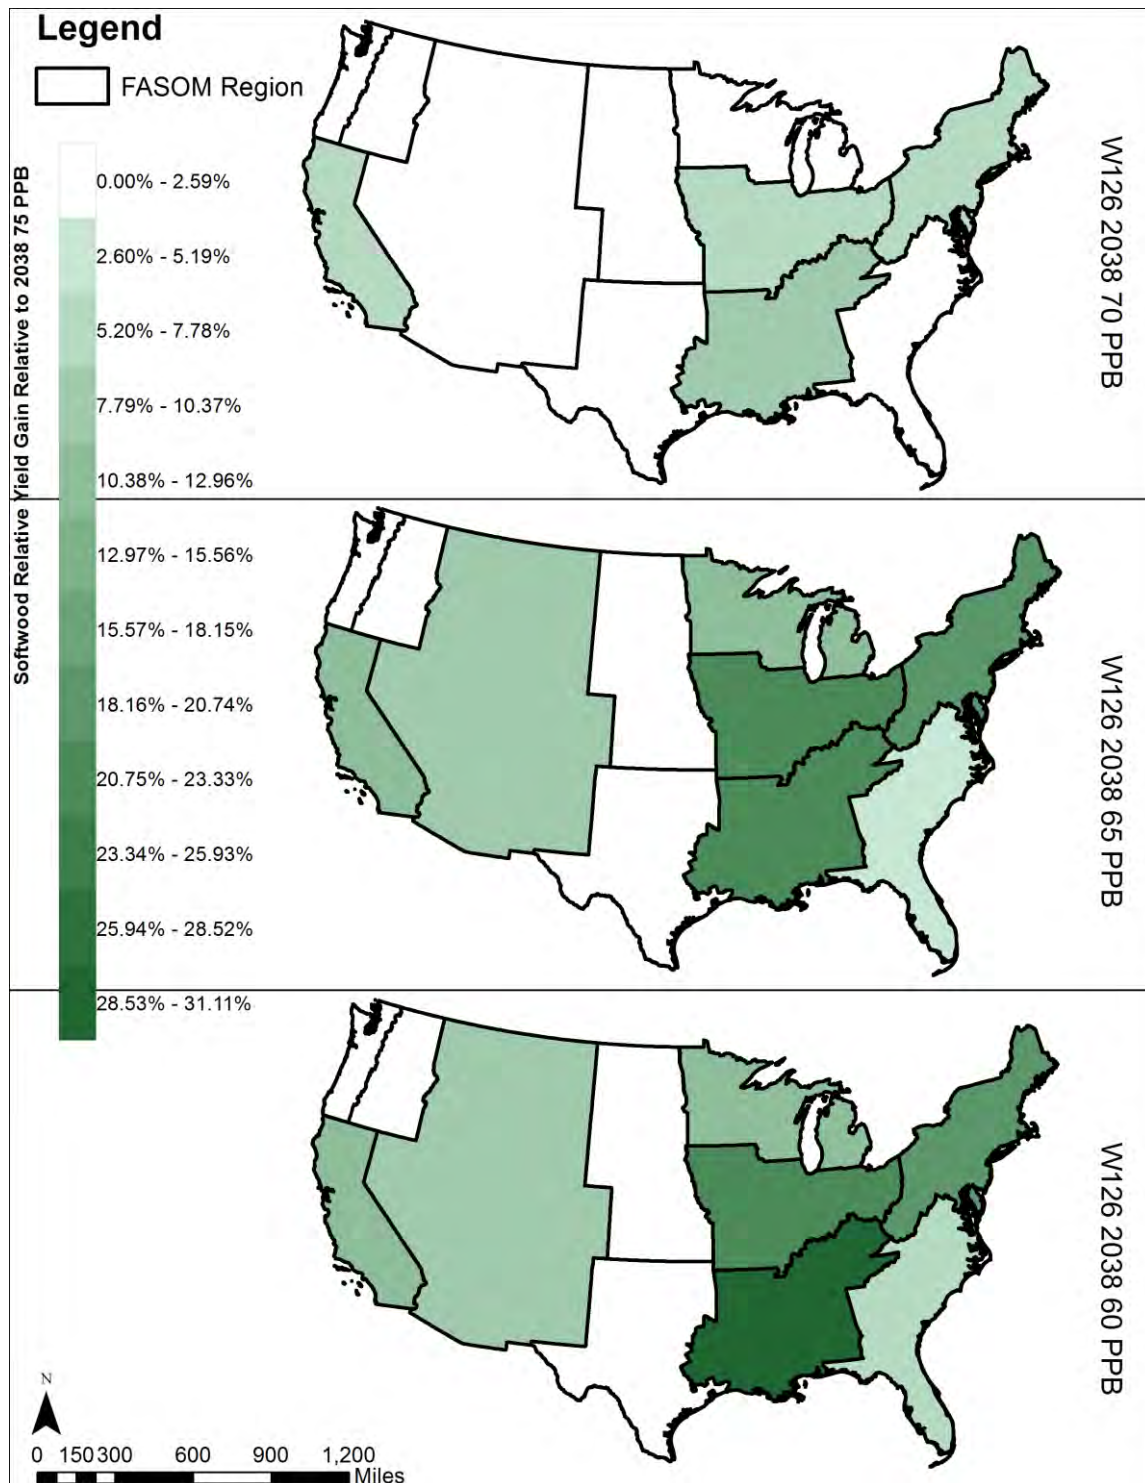 Legend
FASOM Region
Softwood Relative Yield Gain Relative to 2038 75 PPB
0.00% - 2.59%
2.60% - 5.19%
5.20% - 7.78%
7.79% - 10.37%
10.38% - 12.96%
12.97% - 15.56%
15.57% - 18.15%
18.16% - 20.74%
20.75% - 23.33%
23.34% - 25.93%
25.94% - 28.52%
28.53% - 31.11%
W126 2038 70 PPB
W126 2038 65 PPB
W126 2038 60 PPB
N
0 150 300 600 900 1,200
Miles